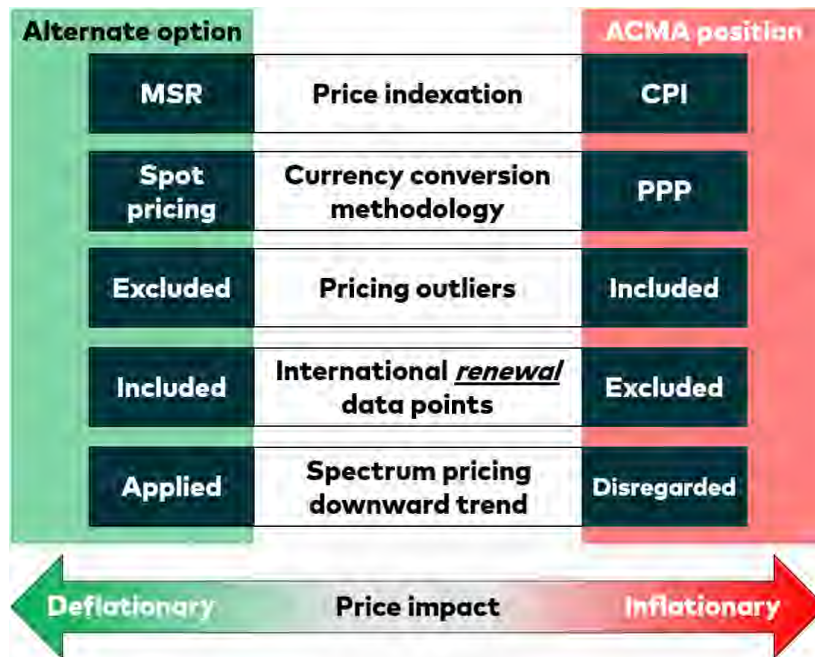 Alternate option
ACMA position
MSR
Price indexation
CPI
Spot
pricing
Currency conversion
methodology
PPP
Excluded
Pricing outliers
Included
Included
International renewal
data points
Excluded
Applied
Spectrum pricing
downward trend
Disregarded
Deflationary
Price impact
Inflationary